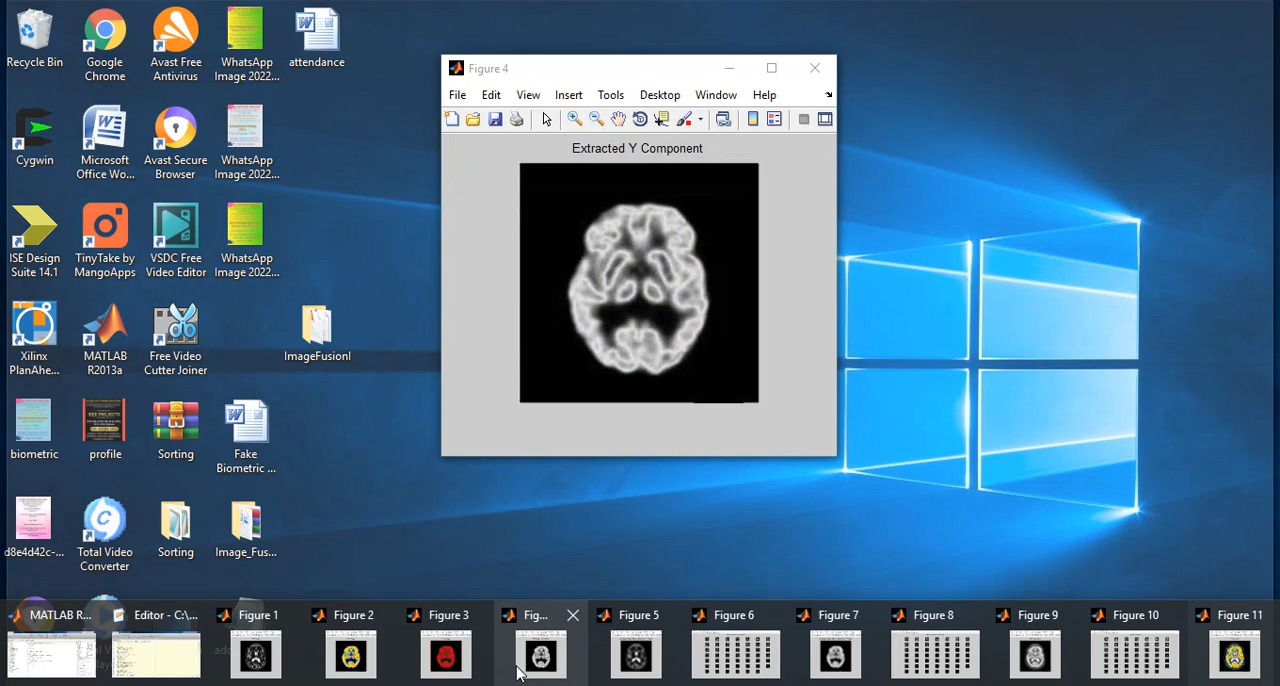 Recycle Bin
Google
Chrome
Avast Free
Antivirus
WhatsApp
Image 2022...
attendance
Cygwin
Microsoft
Office Wo...
Avast Secure
Browser
WhatsApp
Image 2022...
ISE Design
Suite 14.1
TinyTake by
MangoApps
VSDC Free
Video Editor
WhatsApp
Image 2022...
Xilinx
PlanAhe...
MATLAB
R2013a
Free Video
Cutter Joiner
ImageFusionI
biometric
profile
Sorting
Fake
Biometric ...
d8e4d42c-...
Total Video
Converter
Sorting
Image_Fus...
Figure 4
File Edit View Insert Tools Desktop Window Help
Extracted Y Component
MATLAB R... Editor - C:\... Figure 1 Figure 2 Figure 3 Fig... Figure 5 Figure 6 Figure 7 Figure 8 Figure 9 Figure 10 Figure 11